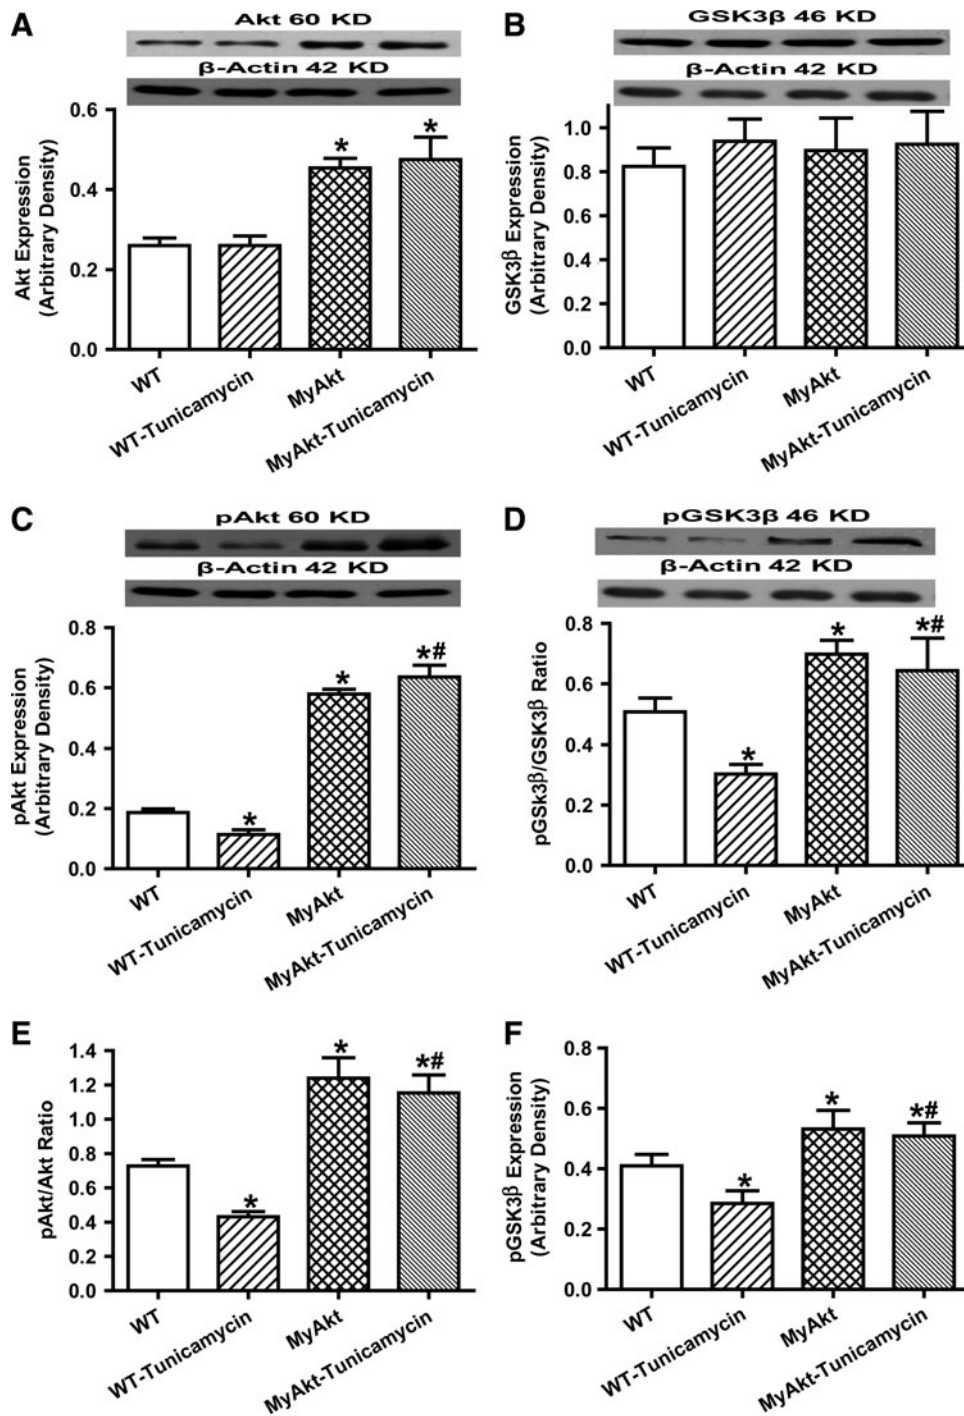 A
Akt 60 KD
β-Actin 42 KD
Akt Expression
(Arbitrary Density)
0.6
0.4
0.2
0.0
*
*
WT
WT-Tunicamycin
MyAkt
MyAkt-Tunicamycin
B
GSK3β 46 KD
β-Actin 42 KD
GSK3β Expression
(Arbitrary Density)
1.0
0.8
0.6
0.4
0.2
0.0
WT
WT-Tunicamycin
MyAkt
MyAkt-Tunicamycin
C
pAkt 60 KD
β-Actin 42 KD
pAkt Expression
(Arbitrary Density)
0.8
0.6
0.4
0.2
0.0
*
*
*#
WT
WT-Tunicamycin
MyAkt
MyAkt-Tunicamycin
D
pGSK3β 46 KD
β-Actin 42 KD
pGSk3β/GSK3β Ratio
0.8
0.6
0.4
0.2
0.0
*
*
*#
WT
WT-Tunicamycin
MyAkt
MyAkt-Tunicamycin
E
pAkt/Akt Ratio
1.4
1.2
1.0
0.8
0.6
0.4
0.2
0.0
*
*
*#
WT
WT-Tunicamycin
MyAkt
MyAkt-Tunicamycin
F
pGSK3β Expression
(Arbitrary Density)
0.8
0.6
0.4
0.2
0.0
*
*
*#
WT
WT-Tunicamycin
MyAkt
MyAkt-Tunicamycin